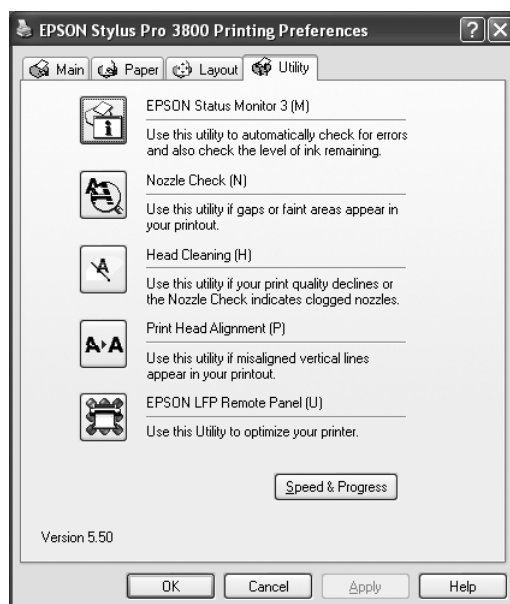 EPSON Stylus Pro 3800 Printing Preferences
Main Paper Layout Utility
EPSON Status Monitor 3 (M)
Use this utility to automatically check for errors
and also check the level of ink remaining.
Nozzle Check (N)
Use this utility if gaps or faint areas appear in
your printout.
Head Cleaning (H)
Use this utility if your print quality declines or
the Nozzle Check indicates clogged nozzles.
Print Head Alignment (P)
Use this utility if misaligned vertical lines
appear in your printout.
EPSON LFP Remote Panel (U)
Use this Utility to optimize your printer.
Speed & Progress
Version 5.50
OK Cancel Apply Help